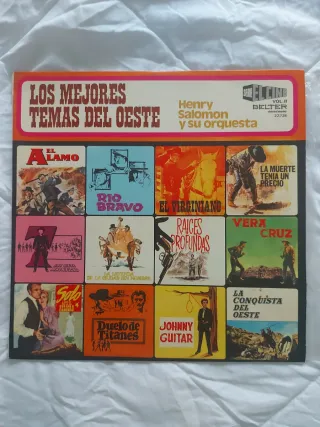 LOS MEJORES
TEMAS DEL OESTE
Henry
Salomon
y su orquesta
VOL. II
BELTER
EL
ALAMO
RIO
BRAVO
EL VIRGINIANO
LA MUERTE
TENIA UN
PRECIO
7
RAICES
PROFUNDAS
VERA
CRUZ
Solo
ante el
peligro
Duelo de
Titanes
JOHNNY
GUITAR
LA
CONQUISTA
DEL
OESTE